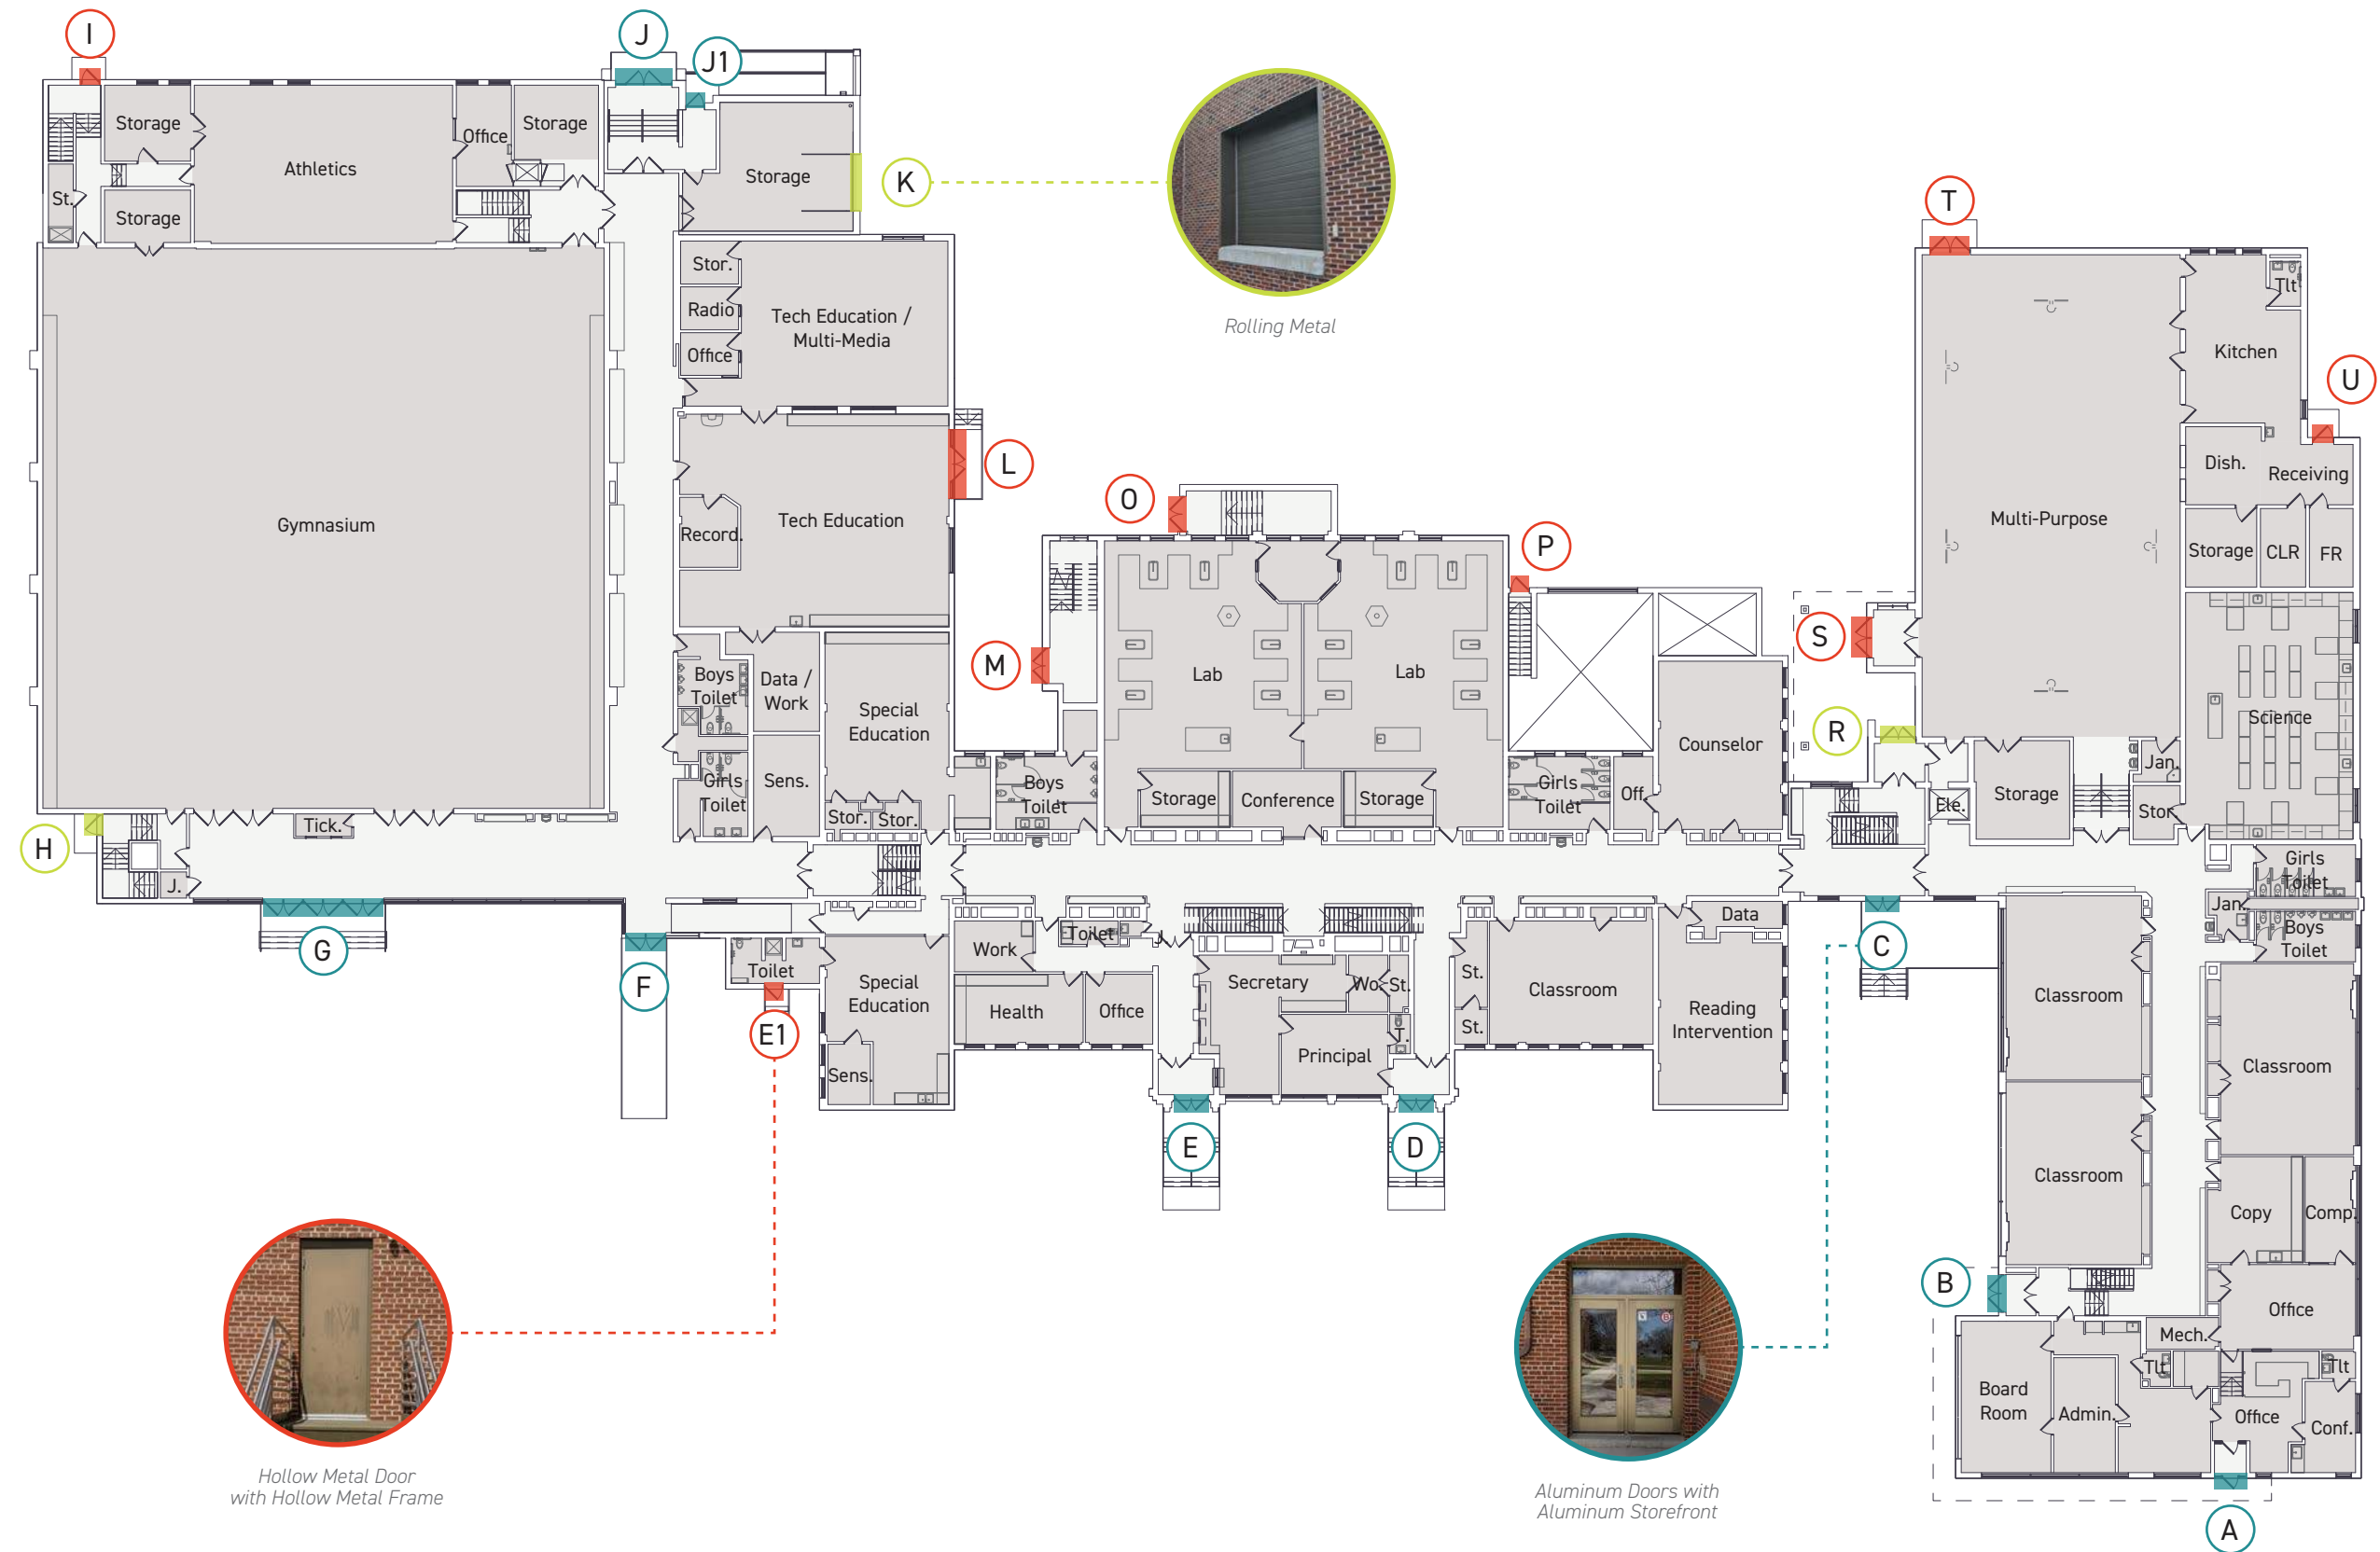 I
J
J1
Storage
Athletics
Office
Storage
St.
Storage
Storage
K
Rolling Metal
T
Stor.
Radio
Office
Tech Education /
Multi-Media
Tlt
Kitchen
U
Gymnasium
Record.
Tech Education
L
O
P
Multi-Purpose
Dish.
Receiving
Storage
CLR
FR
M
S
R
Boys
Toilet
Data /
Work
Special
Education
Lab
Lab
Counselor
Science
Girls
Toilet
Sens.
Stor.
Stor.
Boys
Toilet
Storage
Conference
Storage
Girls
Toilet
Off.
Ele.
Storage
Jan.
Stor.
H
Tick.
J.
Girls
Toilet
Jan.
Boys
Toilet
G
F
Toilet
E1
Special
Education
Sens.
Work
Toilet
Health
Office
Secretary
Wo.
St.
Principal
T.
St.
St.
Classroom
Data
Reading
Intervention
C
Classroom
Classroom
Classroom
E
D
Copy
Comp.
B
Office
Mech.
Tlt
Tlt
Board
Room
Admin.
Office
Conf.
A
Hollow Metal Door
with Hollow Metal Frame
Aluminum Doors with
Aluminum Storefront